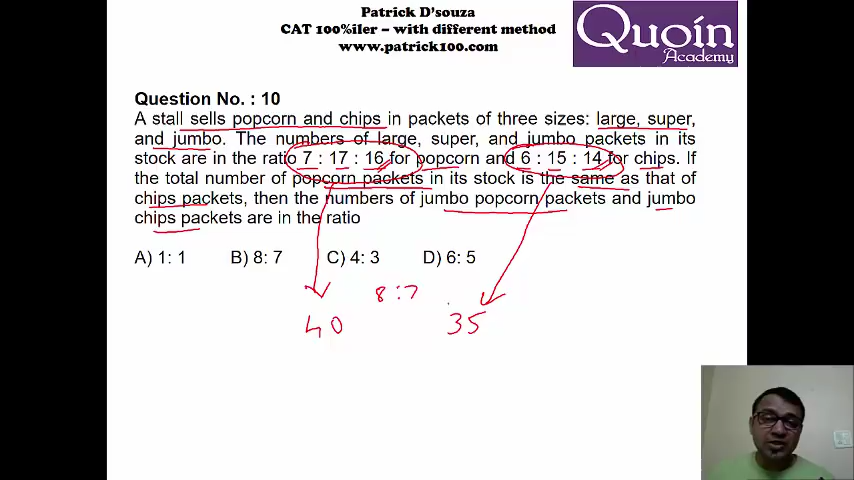 Patrick D'souza
CAT 100%iler – with different method
www.patrick100.com
Quoin
Academy
Question No. : 10
A stall sells popcorn and chips in packets of three sizes: large, super,
and jumbo. The numbers of large, super, and jumbo packets in its
stock are in the ratio 7 : 17 : 16 for popcorn and 6 : 15 : 14 for chips. If
the total number of popcorn packets in its stock is the same as that of
chips packets, then the numbers of jumbo popcorn packets and jumbo
chips packets are in the ratio
A) 1: 1 B) 8: 7 C) 4: 3 D) 6: 5
8 : 7
40 35